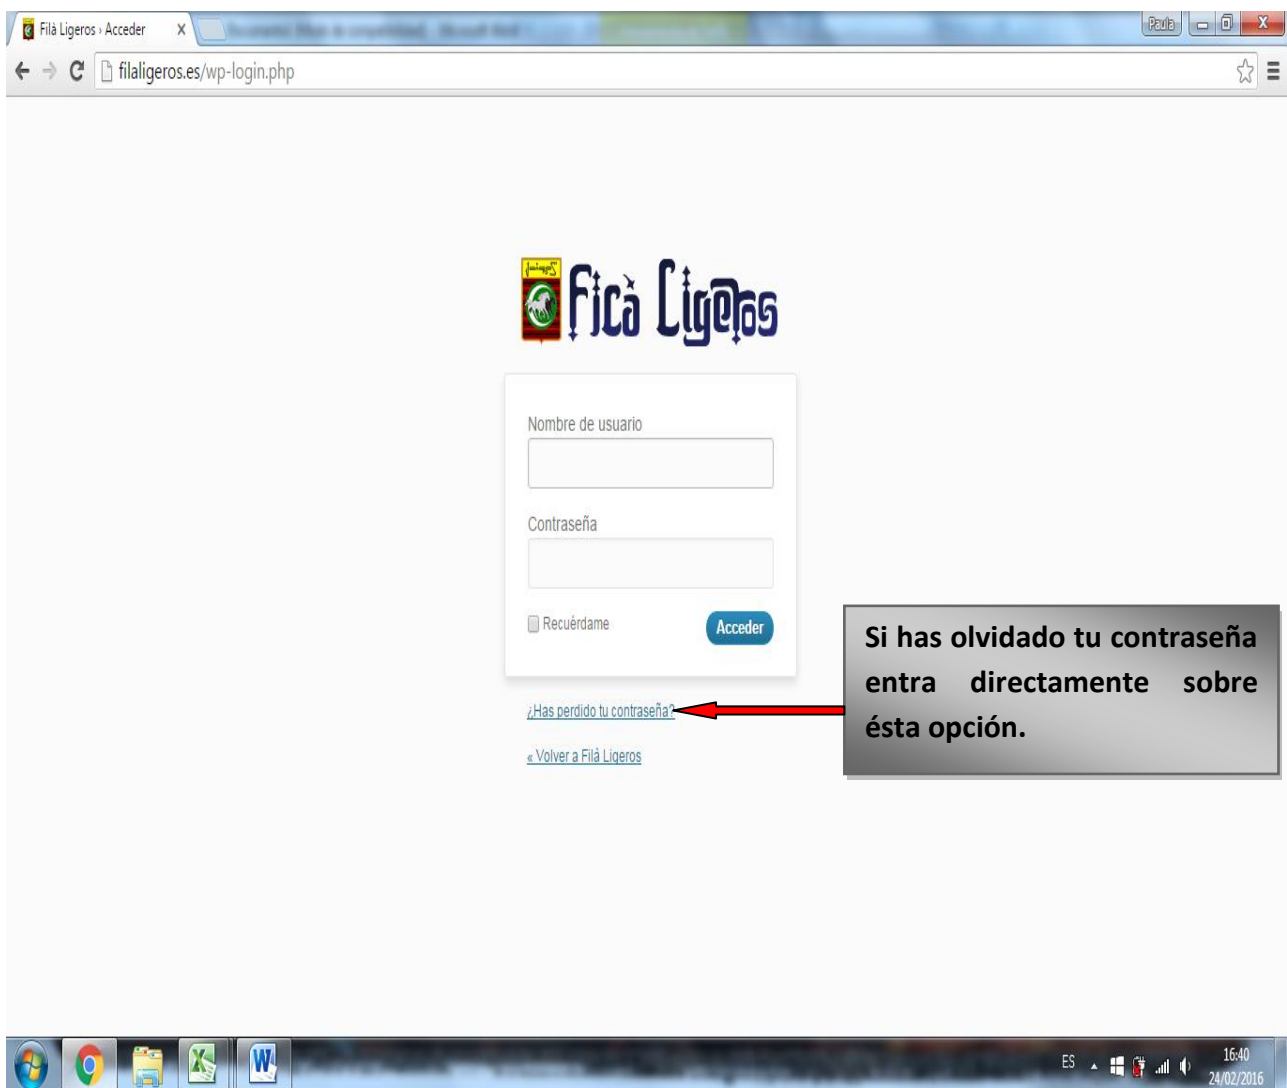 Filà Ligeros › Acceder
Paula
filaligeros.es/wp-login.php
Filà Ligeros
Nombre de usuario
Contraseña
Recuérdame
Acceder
¿Has perdido tu contraseña?
« Volver a Filà Ligeros
Si has olvidado tu contraseña
entra directamente sobre
ésta opción.
ES
16:40
24/02/2016